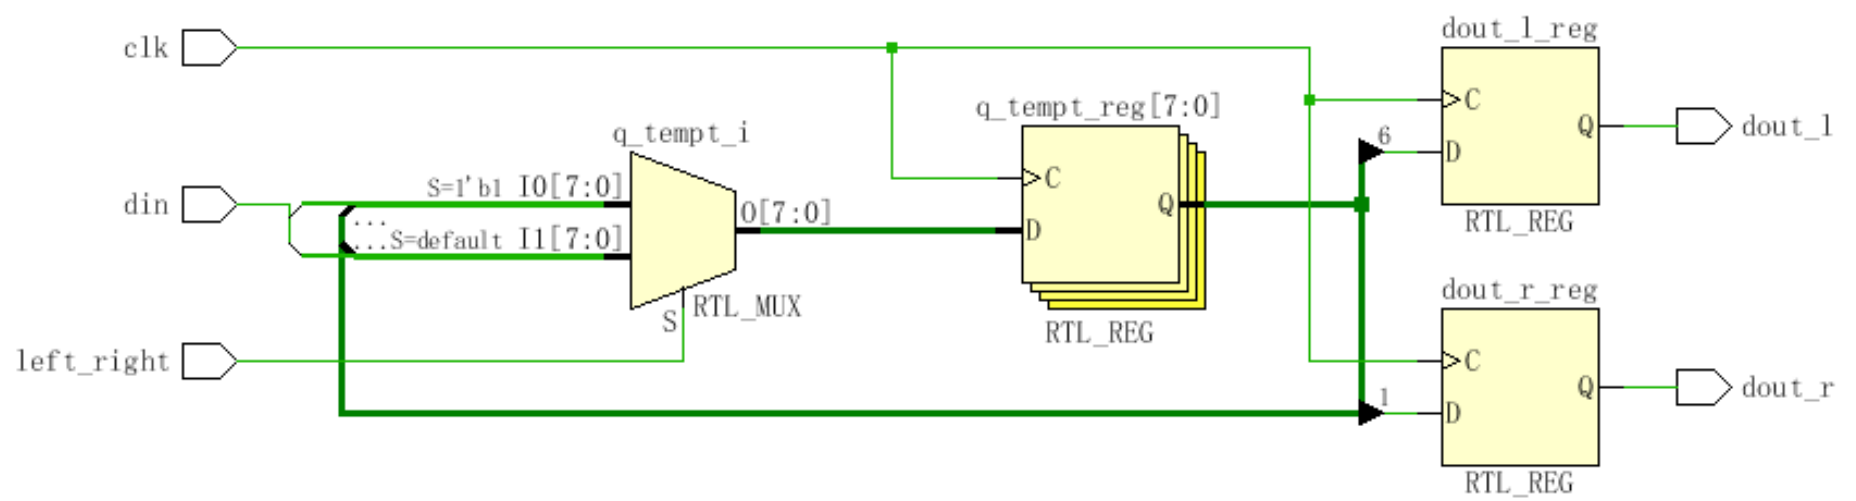 dout_l_reg
clk
C
q_tempt_reg[7:0]
q_tempt_i
6
Q
dout_l
D
C
S=1'b1 I0[7:0]
din
...
O[7:0]
Q
RTL_REG
...S=default I1[7:0]
D
dout_r_reg
RTL_MUX
S
RTL_REG
left_right
C
1
Q
dout_r
D
RTL_REG